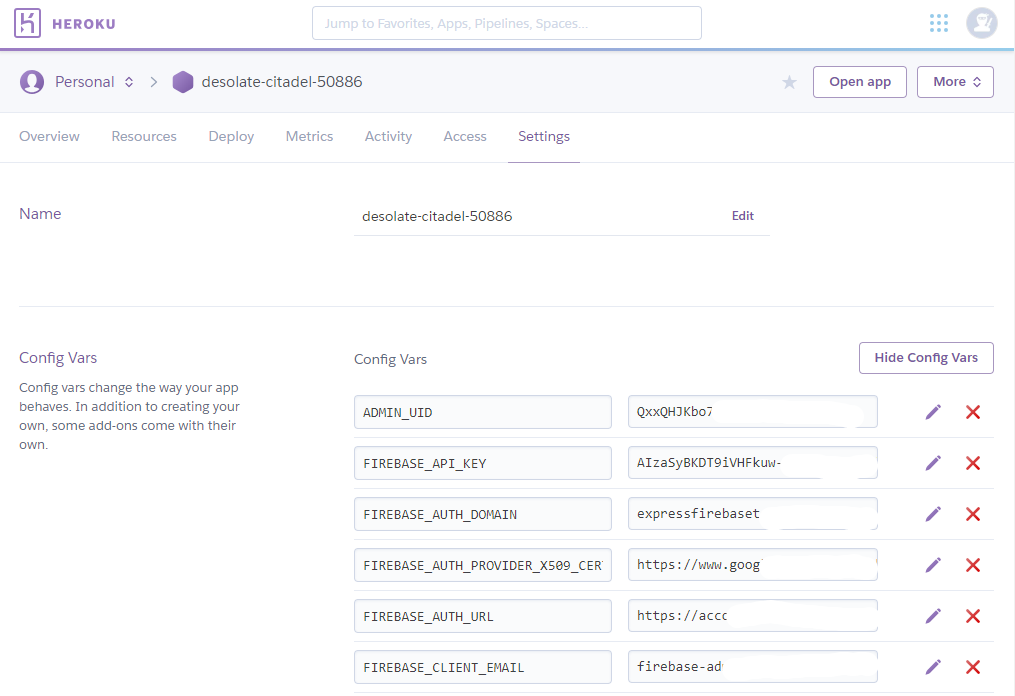 HEROKU
Jump to Favorites, Apps, Pipelines, Spaces...
Personal
desolate-citadel-50886
Open app
More
Overview Resources Deploy Metrics Activity Access Settings
Name
desolate-citadel-50886
Edit
Config Vars
Config vars change the way your app
behaves. In addition to creating your
own, some add-ons come with their
own.
Config Vars
Hide Config Vars
ADMIN_UID QxxQHJKbo7
FIREBASE_API_KEY AIzaSyBKDT9iVHFkuw-
FIREBASE_AUTH_DOMAIN expressfirebaset
FIREBASE_AUTH_PROVIDER_X509_CER https://www.goog
FIREBASE_AUTH_URL https://acco
FIREBASE_CLIENT_EMAIL firebase-ad